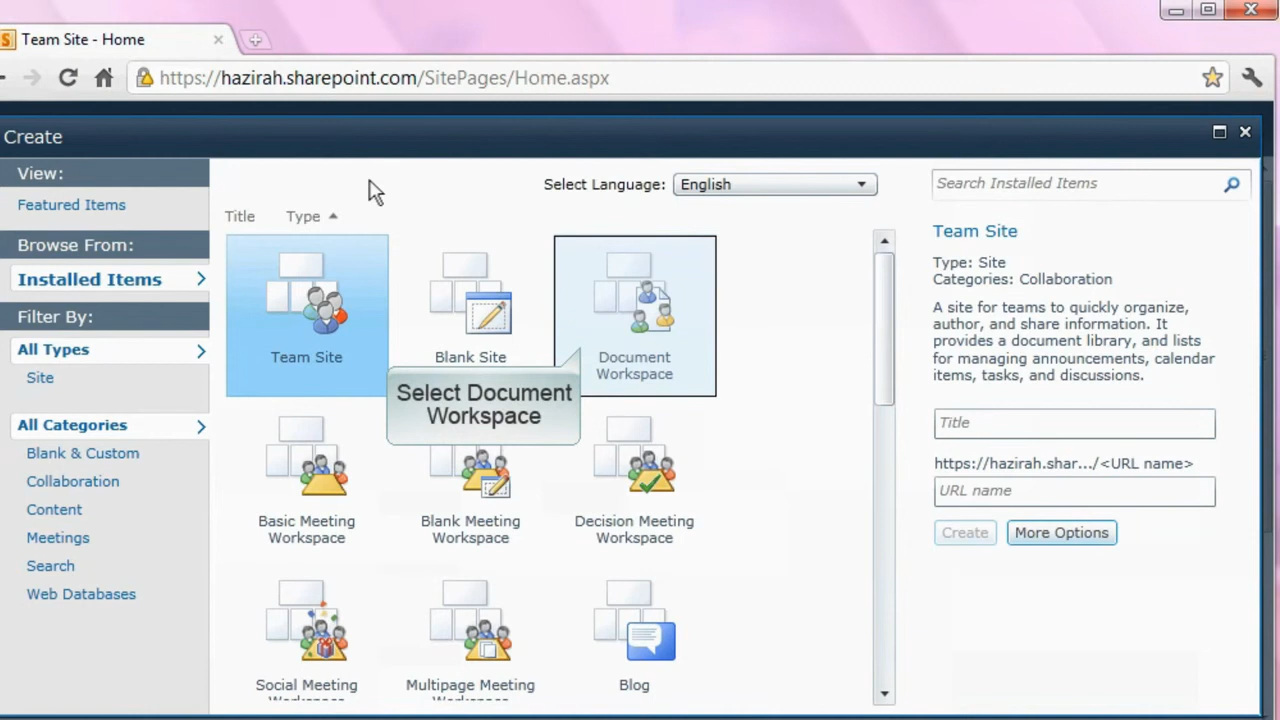 Team Site - Home
https://hazirah.sharepoint.com/SitePages/Home.aspx
Create
View:
Featured Items
Browse From:
Installed Items
Filter By:
All Types
Site
All Categories
Blank & Custom
Collaboration
Content
Meetings
Search
Web Databases
Select Language: English
Title Type
Team Site
Blank Site
Document
Workspace
Select Document
Workspace
Basic Meeting
Workspace
Blank Meeting
Workspace
Decision Meeting
Workspace
Social Meeting
Workspace
Multipage Meeting
Workspace
Blog
Search Installed Items
Team Site
Type: Site
Categories: Collaboration
A site for teams to quickly organize,
author, and share information. It
provides a document library, and lists
for managing announcements, calendar
items, tasks, and discussions.
Title
https://hazirah.shar.../<URL name>
URL name
Create More Options